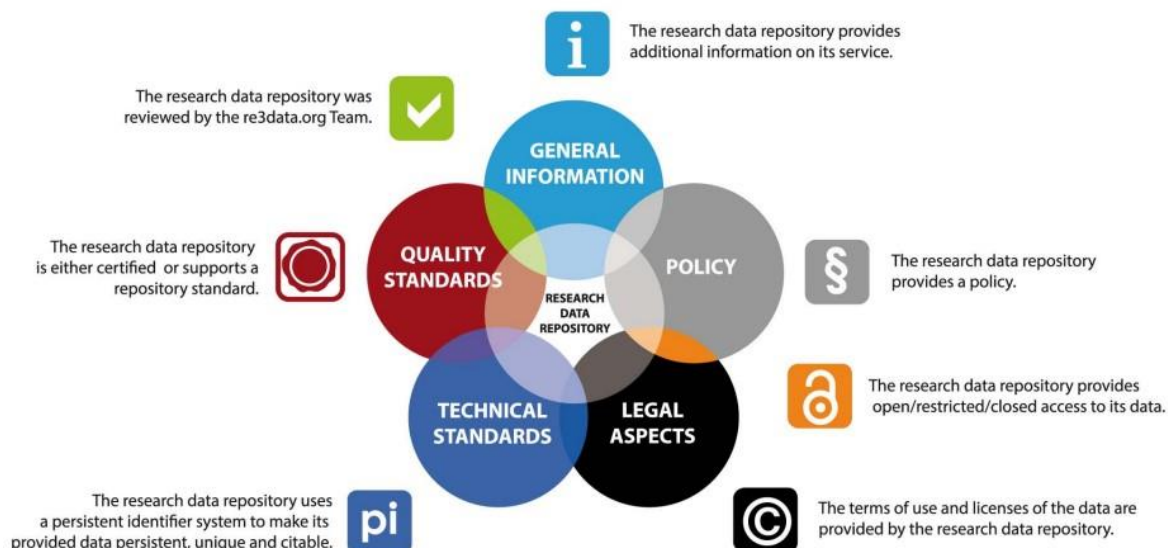 i
The research data repository provides
additional information on its service.
The research data repository was
reviewed by the re3data.org Team.
GENERAL
INFORMATION
The research data repository
is either certified or supports a
repository standard.
QUALITY
STANDARDS
POLICY
§
The research data repository
provides a policy.
RESEARCH
DATA
REPOSITORY
The research data repository provides
open/restricted/closed access to its data.
TECHNICAL
STANDARDS
LEGAL
ASPECTS
The research data repository uses
a persistent identifier system to make its
provided data persistent, unique and citable.
pi
©
The terms of use and licenses of the data are
provided by the research data repository.